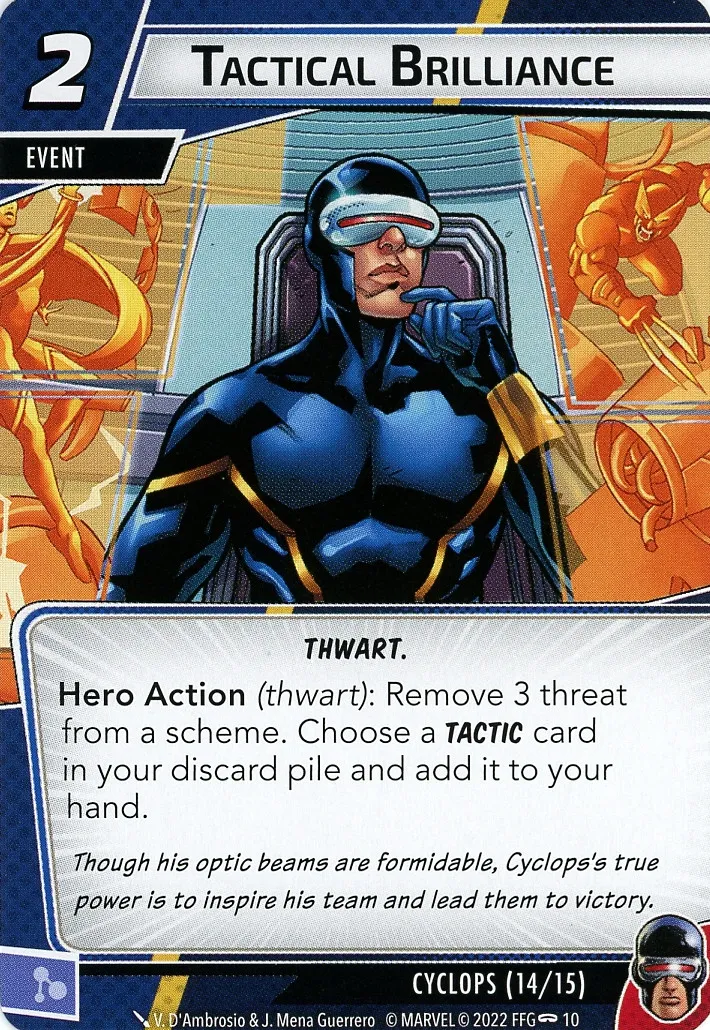 2
TACTICAL BRILLIANCE
EVENT
THWART.
Hero Action (thwart): Remove 3 threat
from a scheme. Choose a TACTIC card
in your discard pile and add it to your
hand.
Though his optic beams are formidable, Cyclops's true
power is to inspire his team and lead them to victory.
CYCLOPS (14/15)
V. D'Ambrosio & J. Mena Guerrero © MARVEL © 2022 FFG 10